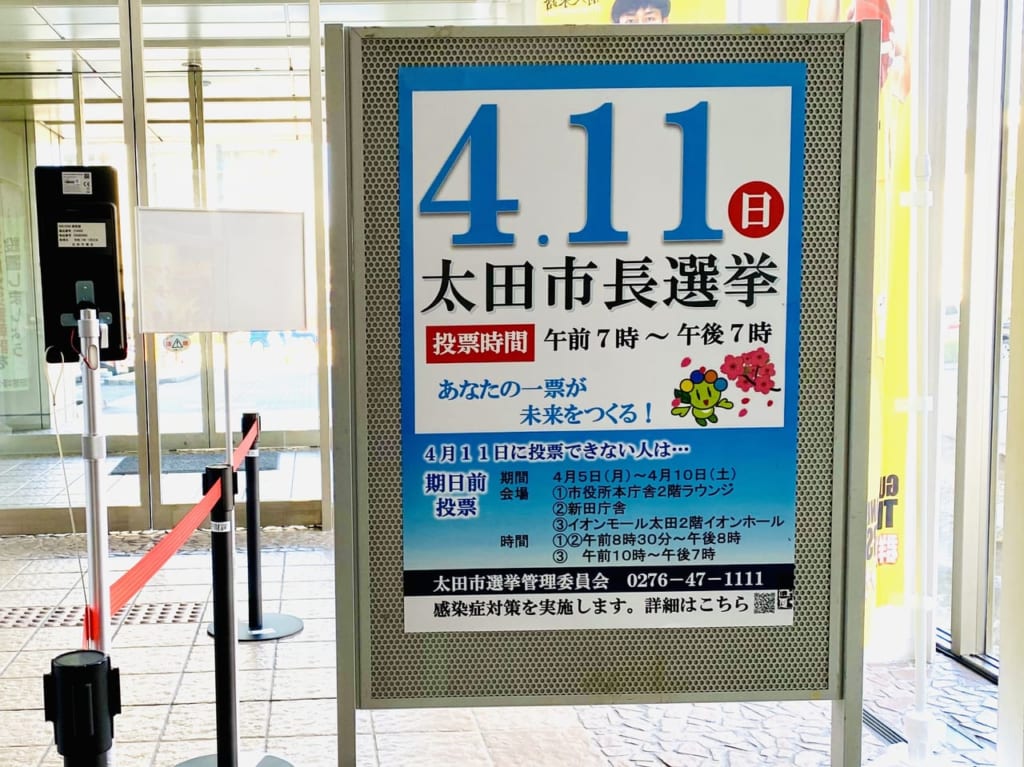 4.11 日
太田市長選挙
投票時間 午前7時～午後7時
あなたの一票が
未来をつくる！
4月11日に投票できない人は…
期日前
投票
期間 4月5日(月)～4月10日(土)
会場 ①市役所本庁舎2階ラウンジ
②新田庁舎
③イオンモール太田2階イオンホール
時間 ①②午前8時30分～午後8時
③ 午前10時～午後7時
太田市選挙管理委員会 0276-47-1111
感染症対策を実施します。詳細はこちら